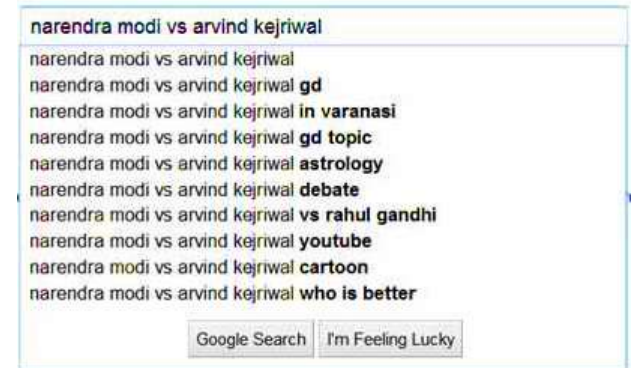 narendra modi vs arvind kejriwal
narendra modi vs arvind kejriwal
narendra modi vs arvind kejriwal gd
narendra modi vs arvind kejriwal in varanasi
narendra modi vs arvind kejriwal gd topic
narendra modi vs arvind kejriwal astrology
narendra modi vs arvind kejriwal debate
narendra modi vs arvind kejriwal vs rahul gandhi
narendra modi vs arvind kejriwal youtube
narendra modi vs arvind kejriwal cartoon
narendra modi vs arvind kejriwal who is better
Google Search I'm Feeling Lucky